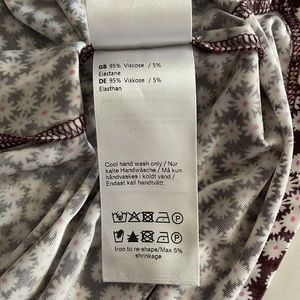 GB 95% Viscose / 5%
Elastane
DE 95% Viskose / 5%
Elasthan
Cool hand wash only / Nur
kalte Handwäsche / Må kun
håndvaskes i koldt vand /
Endast kall handtvätt
Iron to re-shape/Max 5%
shrinkage